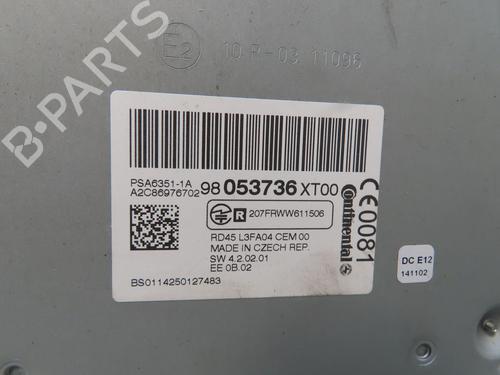 E2
10 R-03 11096
PSA6351-1A
A2C86976702
98 053736 XT00
R 207FRWW611506
RD45 L3FA04 CEM 00
MADE IN CZECH REP.
SW 4.2.02.01
EE 0B.02
BS0114250127483
Continental
CE0081
DC E12
141102
B-PARTS